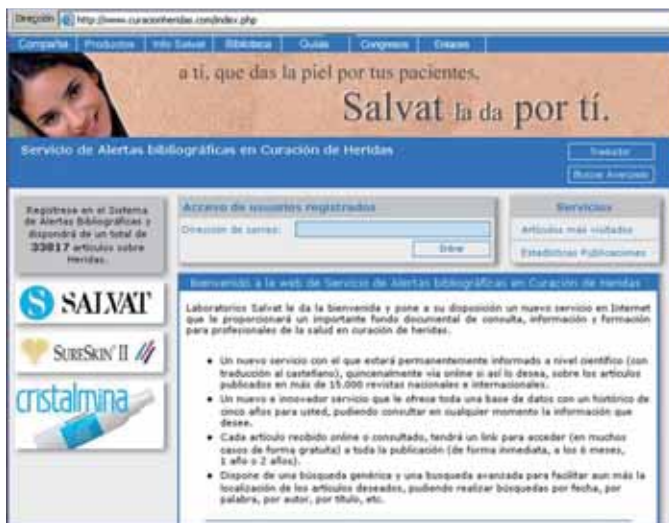 Dirección http://www.curacionheridas.com/index.php
Compañía Productos Info Salvat Biblioteca Guías Congresos Enlaces
a ti, que das la piel por tus pacientes,
Salvat la da por tí.
Servicio de Alertas bibliográficas en Curación de Heridas
Traductor
Buscar Avanzado
Regístrese en el Sistema
de Alertas Bibliográficas y
dispondrá de un total de
33817 artículos sobre
Heridas.
Acceso de usuarios registrados
Dirección de correo:
Entrar
Servicios
Artículos más visitados
Estadísticas Publicaciones
S SALVAT
SURESKIN II
cristalmina
Bienvenido a la web de Servicio de Alertas bibliográficas en Curación de Heridas
Laboratorios Salvat le da la bienvenida y pone a su disposición un nuevo servicio en Internet
que le proporcionará un importante fondo documental de consulta, información y formación
para profesionales de la salud en curación de heridas.
• Un nuevo servicio con el que estará permanentemente informado a nivel científico (con
traducción al castellano), quincenalmente vía online si así lo desea, sobre los artículos
publicados en más de 15.000 revistas nacionales e internacionales.
• Un nuevo e innovador servicio que le ofrece toda una base de datos con un histórico de
cinco años para usted, pudiendo consultar en cualquier momento la información que
desee.
• Cada artículo recibido online o consultado, tendrá un link para acceder (en muchos
casos de forma gratuita) a toda la publicación (de forma inmediata, a los 6 meses,
1 año o 2 años).
• Dispone de una búsqueda genérica y una busqueda avanzada para facilitar aun más la
localización de los artículos deseados, pudiendo realizar búsquedas por fecha, por
palabra, por autor, por título, etc.